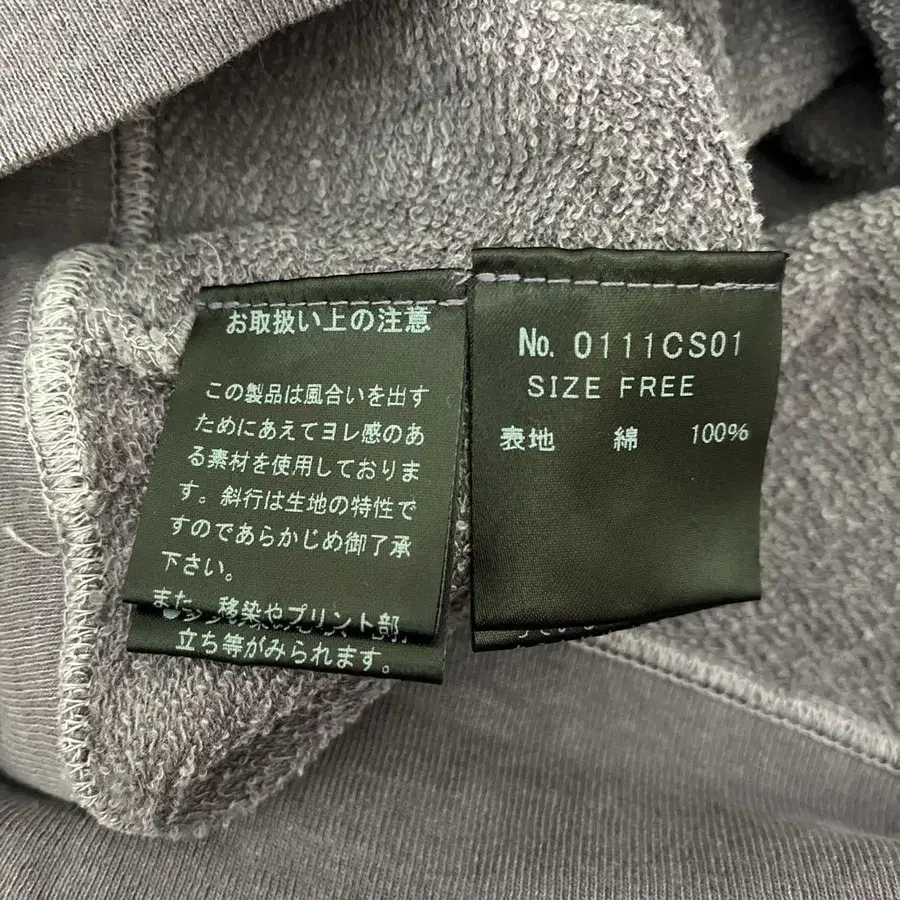 お取扱い上の注意
この製品は風合いを出す
ためにあえてヨレ感のあ
る素材を使用しておりま
す。斜行は生地の特性で
すのであらかじめ御了承
下さい。
また、移染やプリント部、
立ち等がみられます。
No. 0111CS01
SIZE FREE
表地 綿 100%